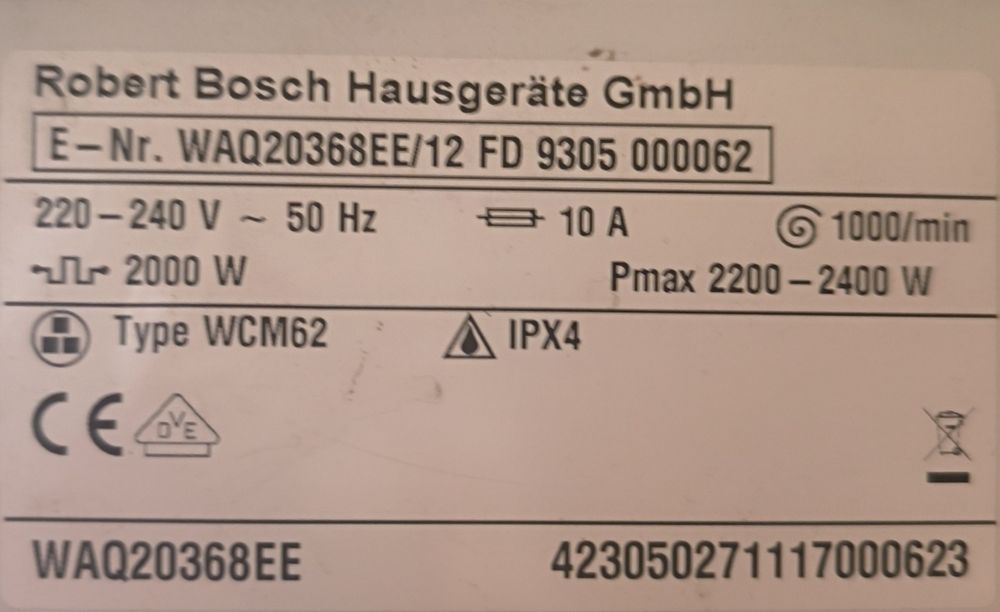 Robert Bosch Hausgeräte GmbH
E-Nr. WAQ20368EE/12 FD 9305 000062
220-240 V ~ 50 Hz 10 A 1000/min
2000 W Pmax 2200-2400 W
Type WCM62 IPX4
CE OVE
WAQ20368EE 423050271117000623